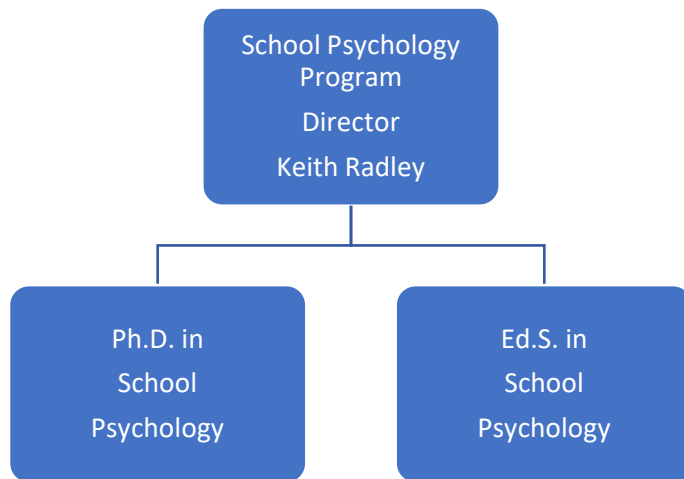 School Psychology
Program
Director
Keith Radley
Ph.D. in
School
Psychology
Ed.S. in
School
Psychology